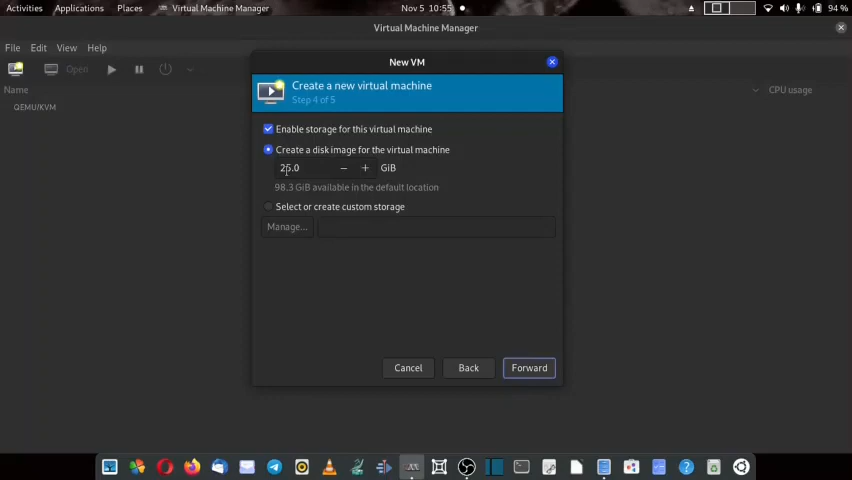 Activities Applications Places Virtual Machine Manager Nov 5 10:55 94 %
Virtual Machine Manager
File Edit View Help
Open
Name CPU usage
QEMU/KVM
New VM
Create a new virtual machine
Step 4 of 5
Enable storage for this virtual machine
Create a disk image for the virtual machine
25.0 − + GiB
98.3 GiB available in the default location
Select or create custom storage
Manage...
Cancel Back Forward